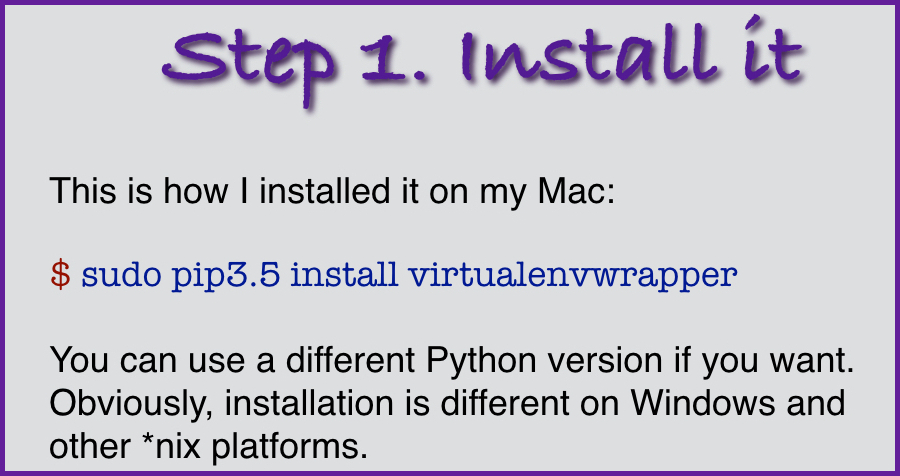 Step 1. Install it
This is how I installed it on my Mac:
$ sudo pip3.5 install virtualenvwrapper
You can use a different Python version if you want.
Obviously, installation is different on Windows and
other *nix platforms.